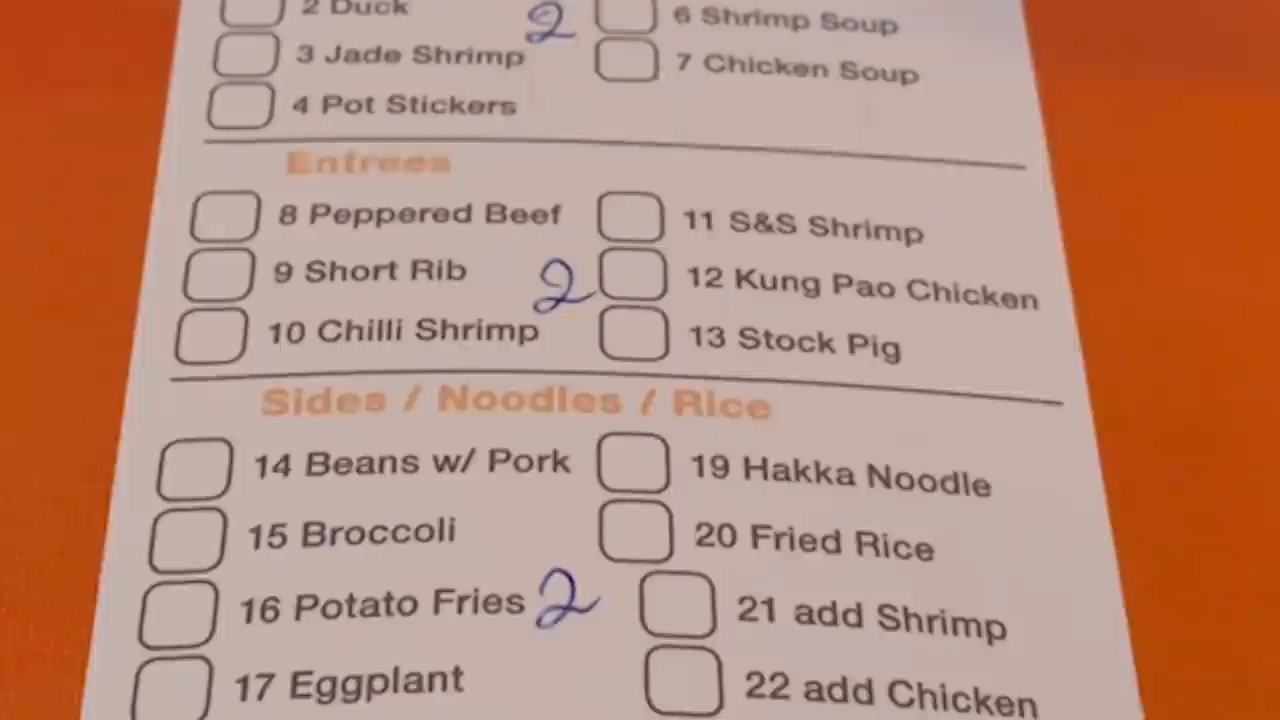 2 Duck 2 6 Shrimp Soup
3 Jade Shrimp 7 Chicken Soup
4 Pot Stickers
Entrees
8 Peppered Beef 11 S&S Shrimp
9 Short Rib 2 12 Kung Pao Chicken
10 Chilli Shrimp 13 Stock Pig
Sides / Noodles / Rice
14 Beans w/ Pork 19 Hakka Noodle
15 Broccoli 20 Fried Rice
16 Potato Fries 2 21 add Shrimp
17 Eggplant 22 add Chicken